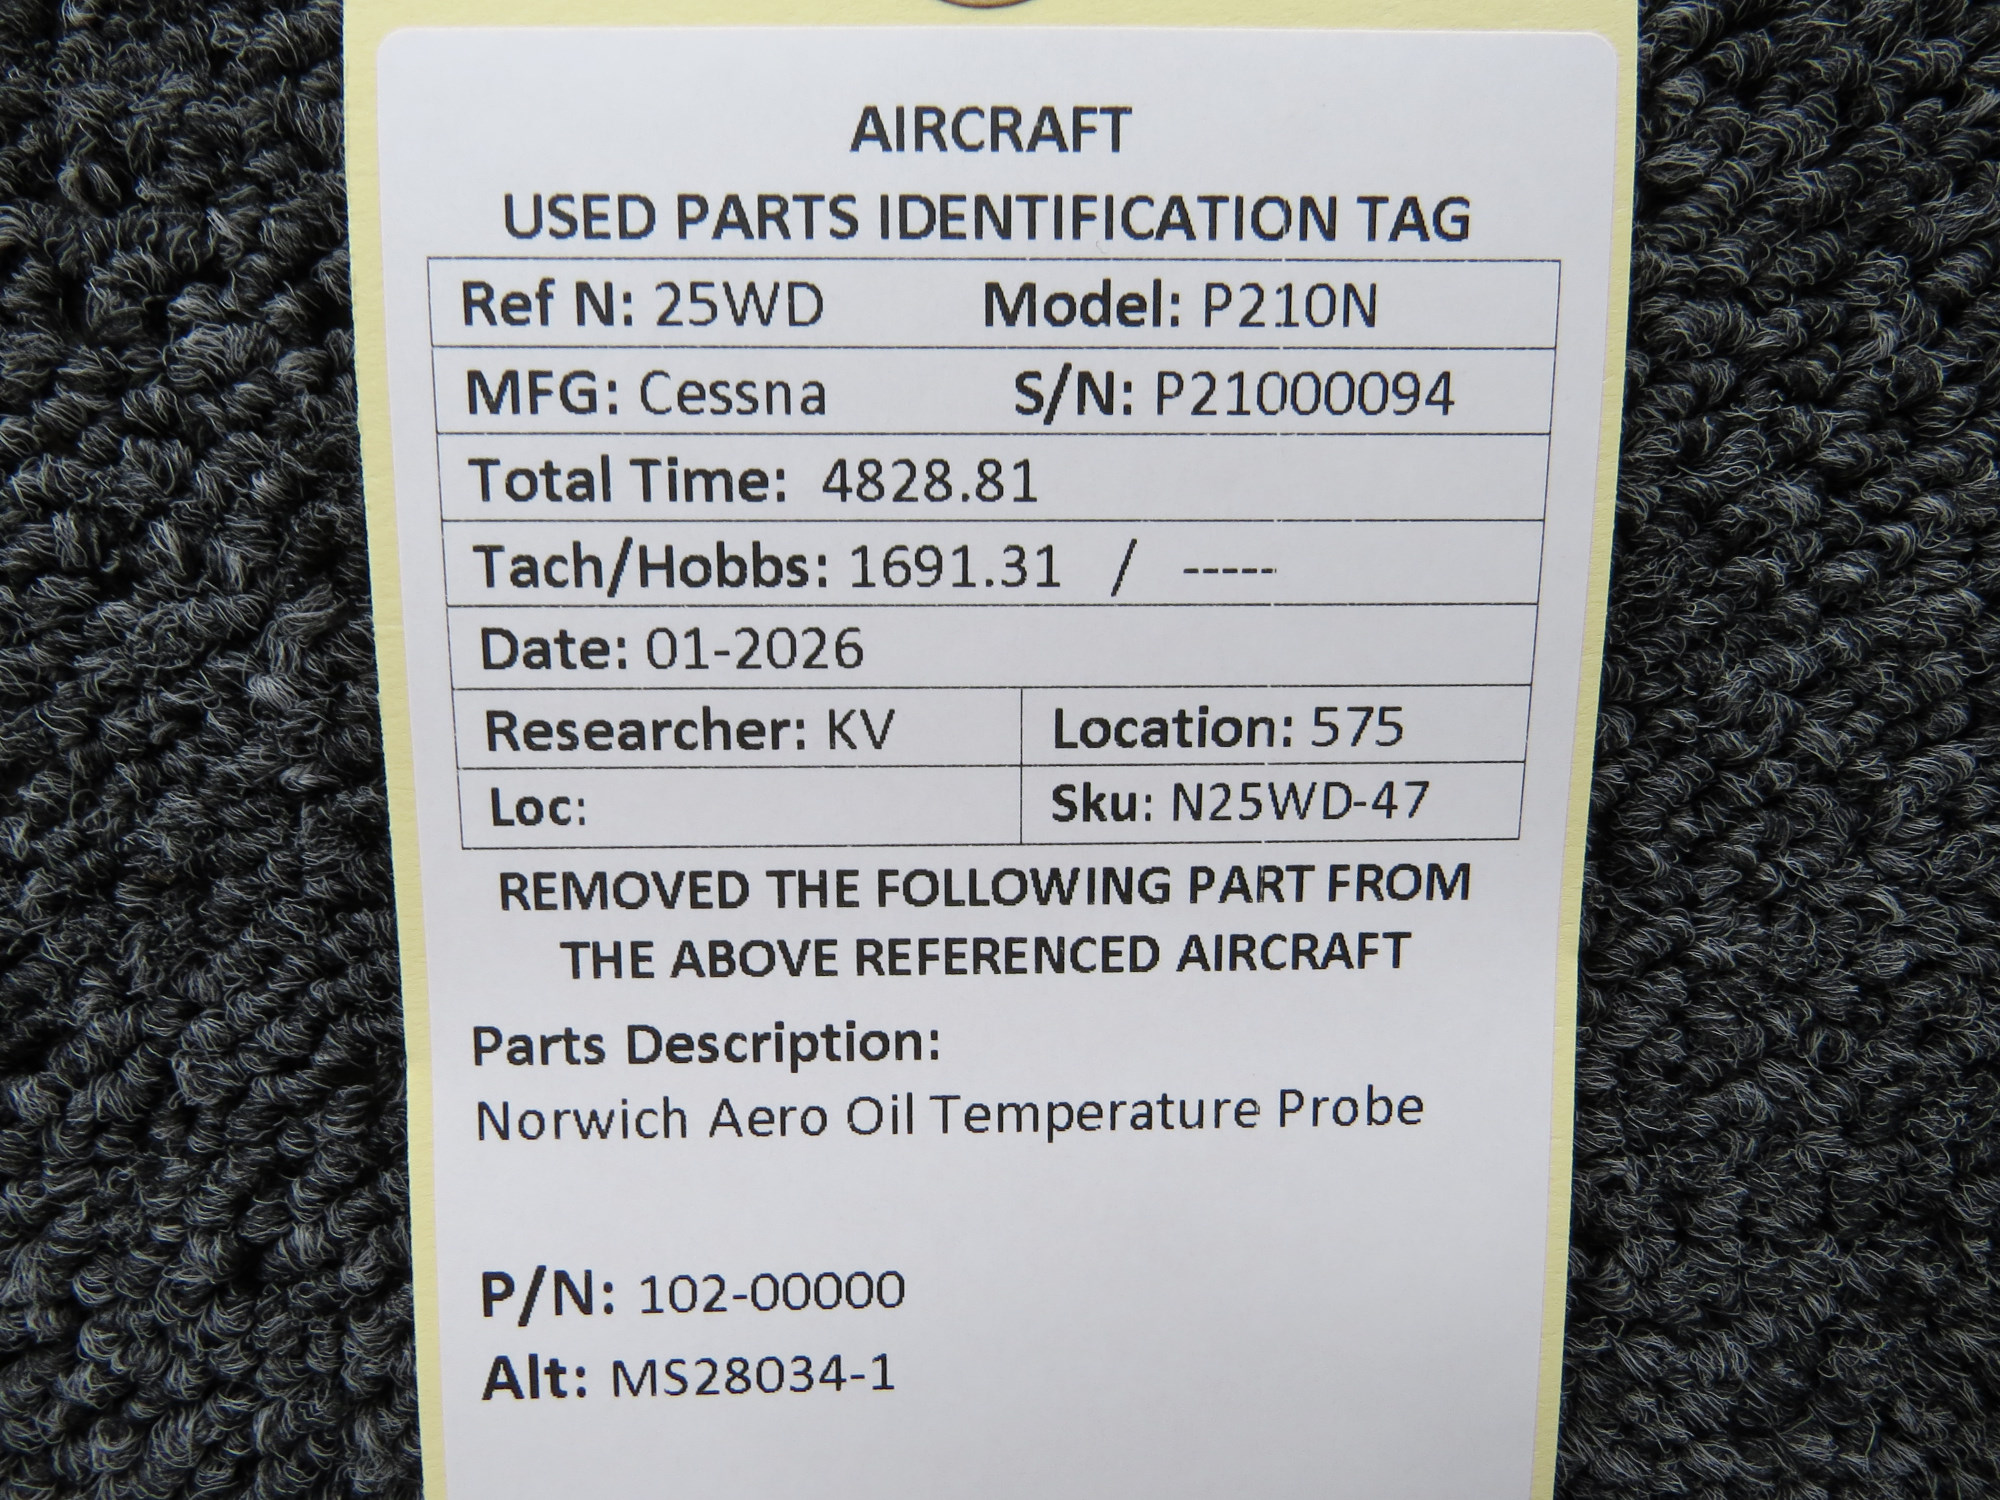 AIRCRAFT
USED PARTS IDENTIFICATION TAG
Ref N: 25WD Model: P210N
MFG: Cessna S/N: P21000094
Total Time: 4828.81
Tach/Hobbs: 1691.31 / -----
Date: 01-2026
Researcher: KV Location: 575
Loc: Sku: N25WD-47
REMOVED THE FOLLOWING PART FROM
THE ABOVE REFERENCED AIRCRAFT
Parts Description:
Norwich Aero Oil Temperature Probe
P/N: 102-00000
Alt: MS28034-1